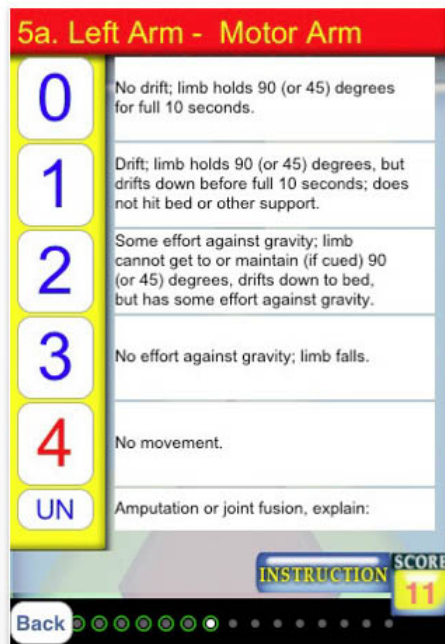 5a. Left Arm - Motor Arm
0
No drift; limb holds 90 (or 45) degrees
for full 10 seconds.
1
Drift; limb holds 90 (or 45) degrees, but
drifts down before full 10 seconds; does
not hit bed or other support.
2
Some effort against gravity; limb
cannot get to or maintain (if cued) 90
(or 45) degrees, drifts down to bed,
but has some effort against gravity.
3
No effort against gravity; limb falls.
4
No movement.
UN
Amputation or joint fusion, explain:
INSTRUCTION
SCORE
11
Back